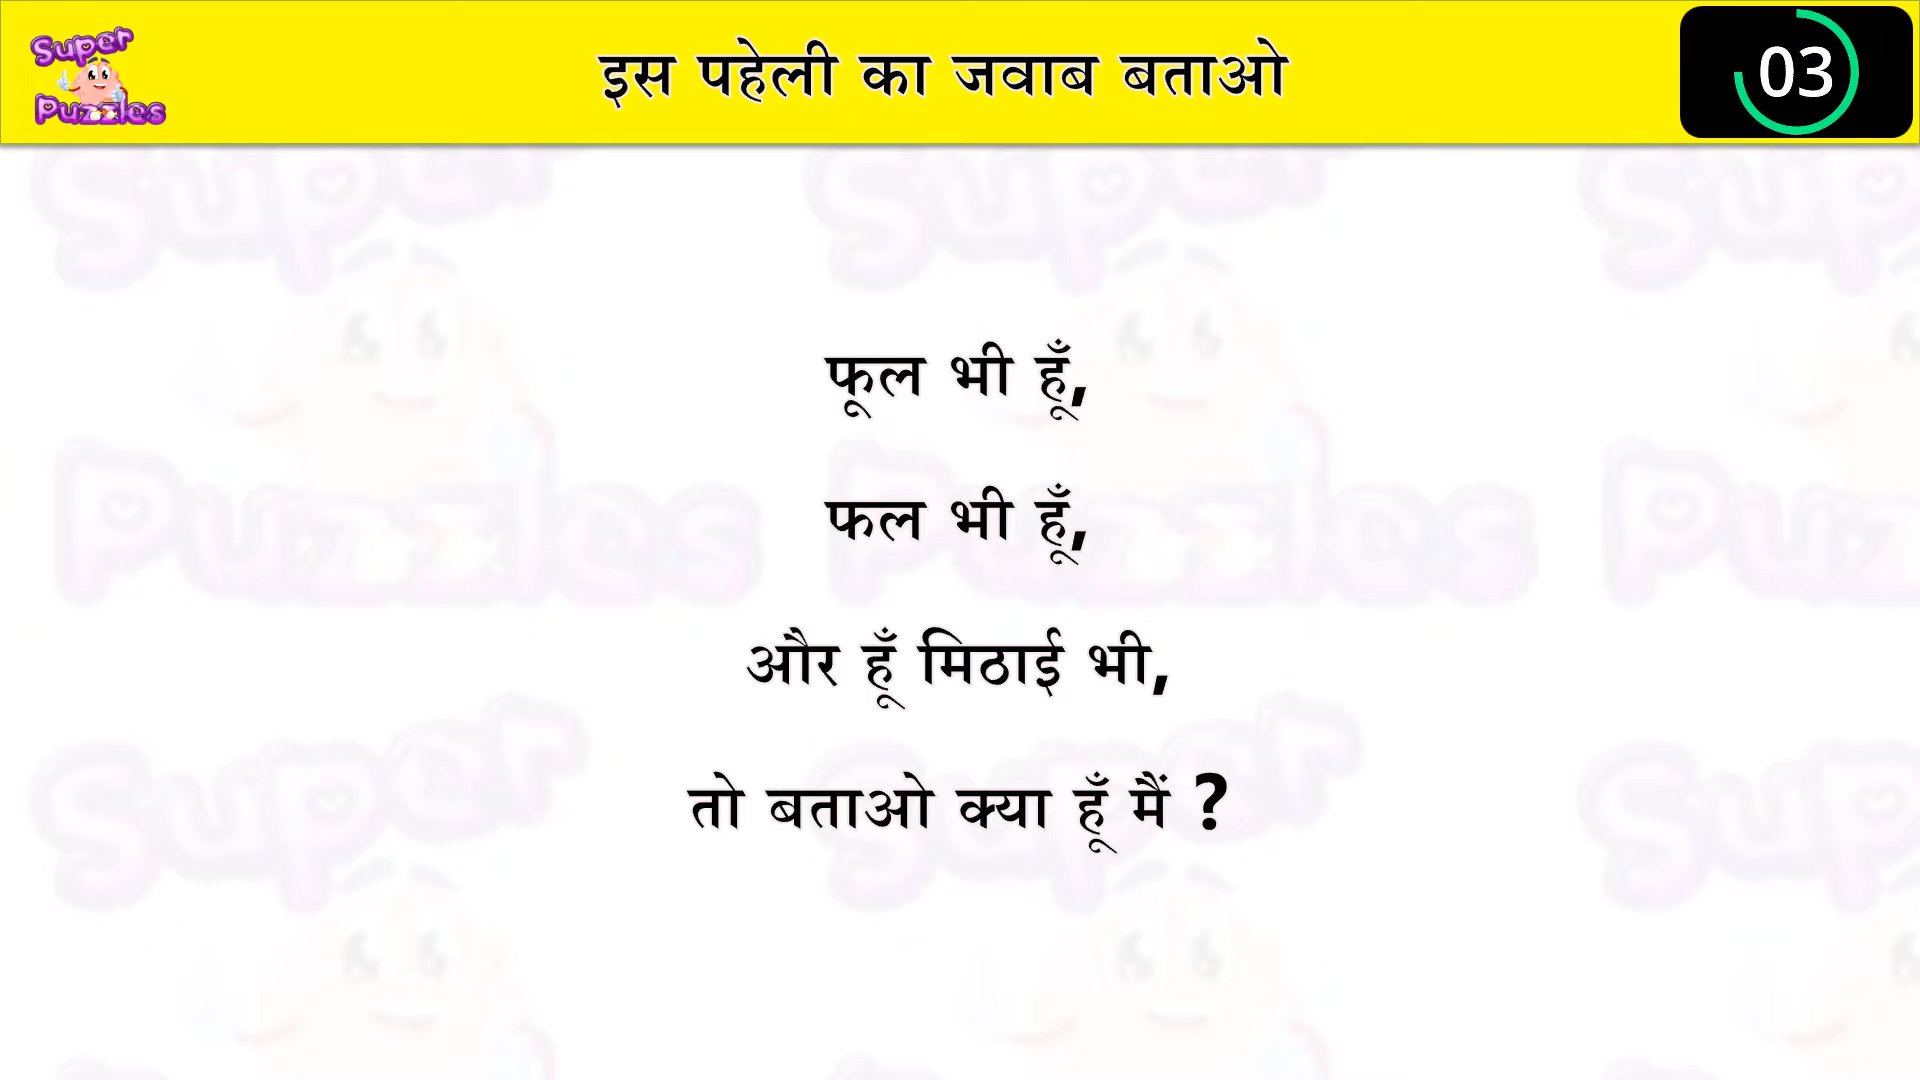 Super
Puzzles
इस पहेली का जवाब बताओ
03
फूल भी हूँ,
फल भी हूँ,
और हूँ मिठाई भी,
तो बताओ क्या हूँ मैं ?